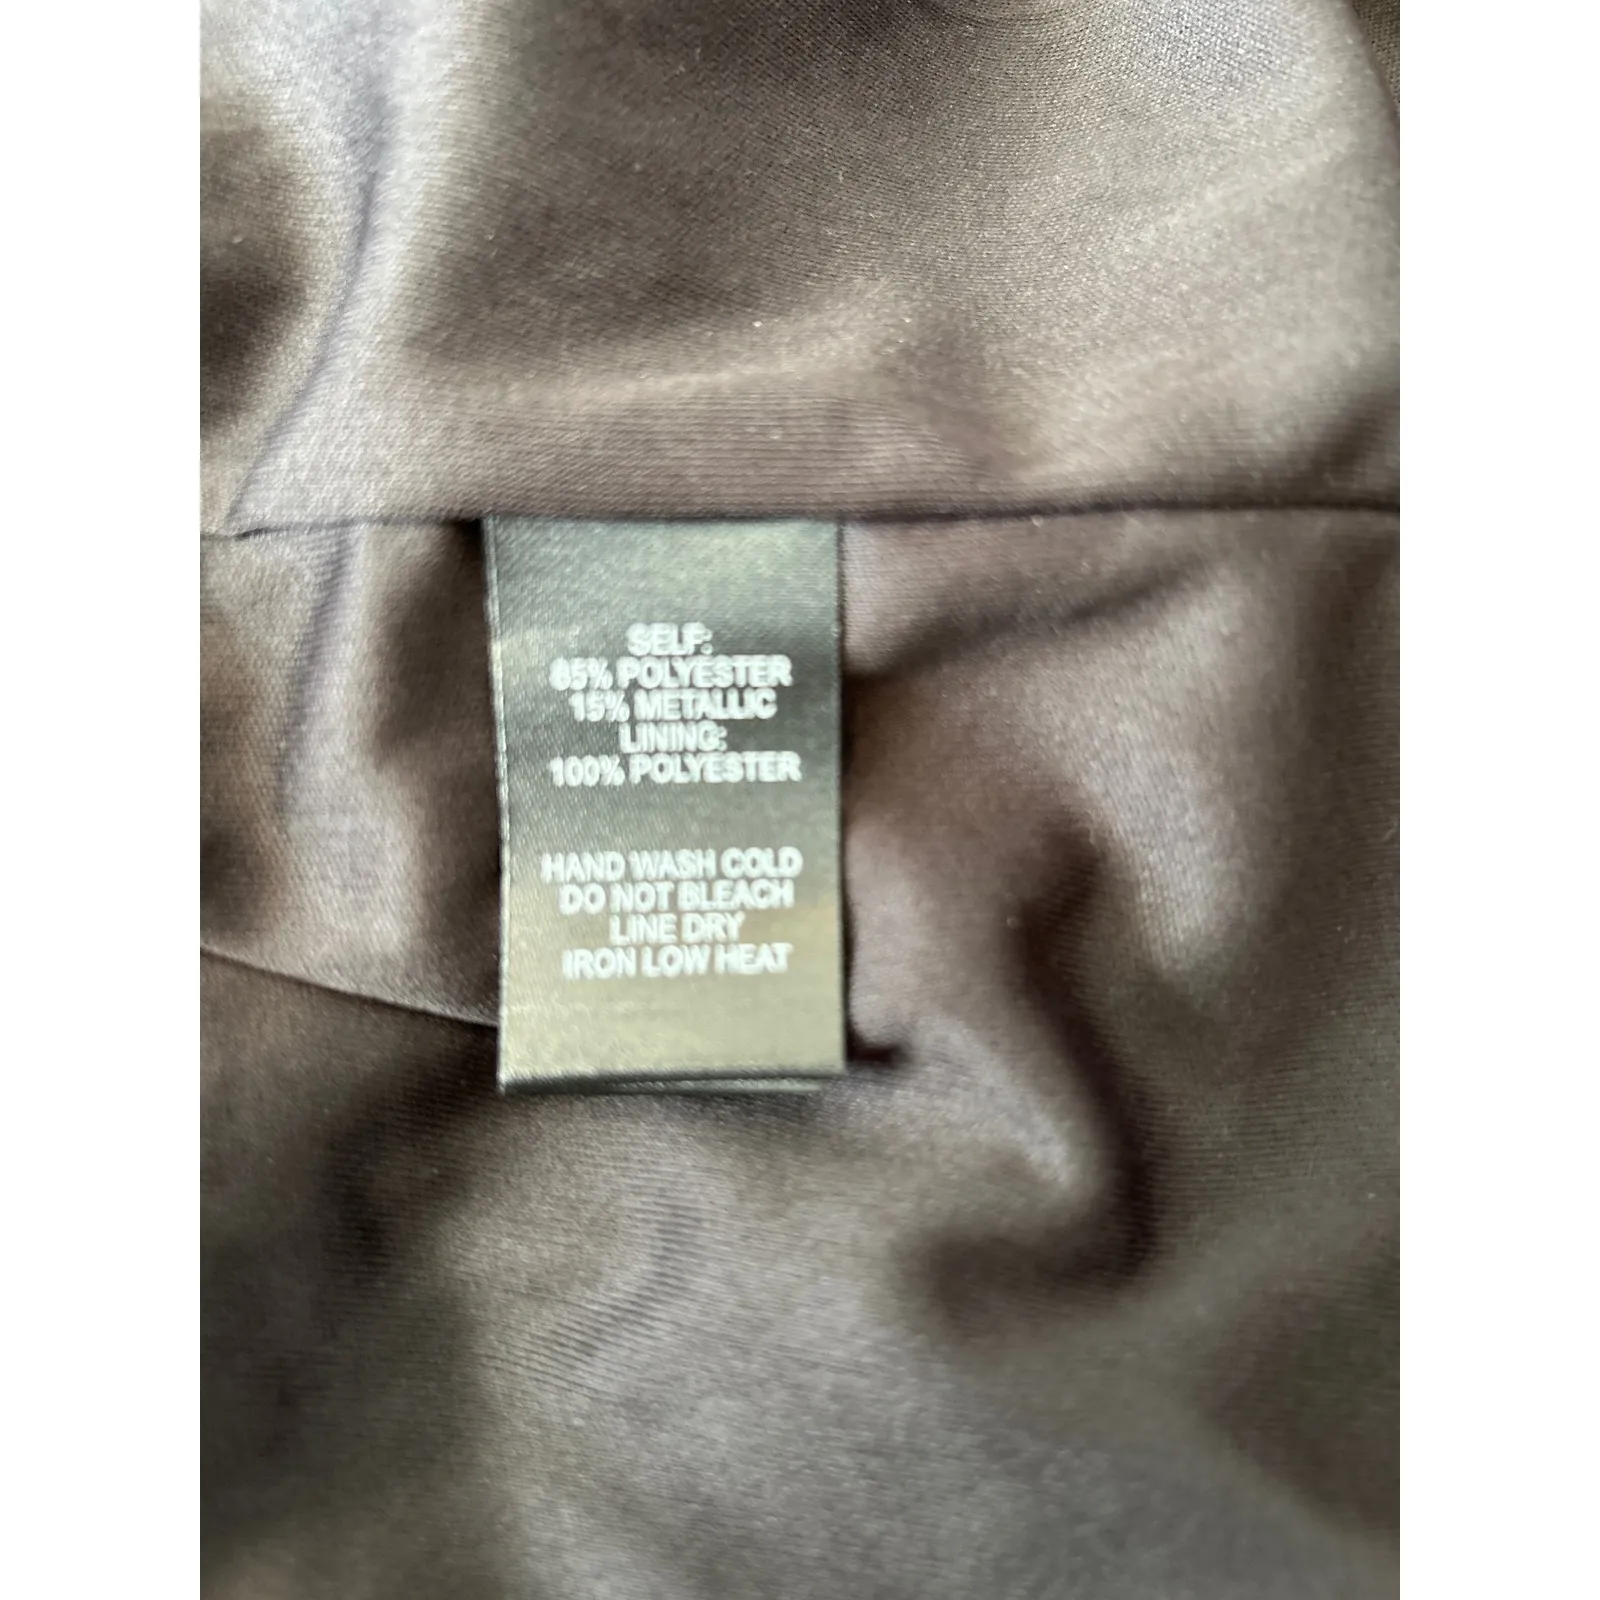 SELF:
85% POLYESTER
15% METALLIC
LINING:
100% POLYESTER
HAND WASH COLD
DO NOT BLEACH
LINE DRY
IRON LOW HEAT